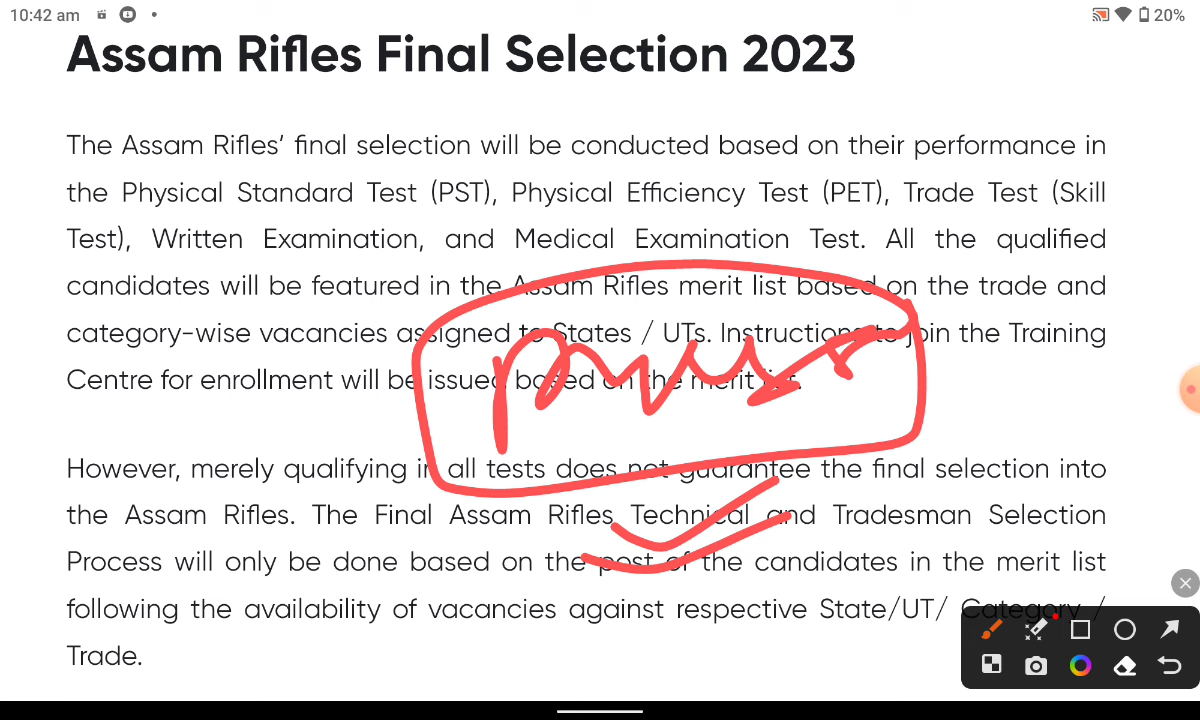 10:42 am
20%
Assam Rifles Final Selection 2023
The Assam Rifles’ final selection will be conducted based on their performance in
the Physical Standard Test (PST), Physical Efficiency Test (PET), Trade Test (Skill
Test), Written Examination, and Medical Examination Test. All the qualified
candidates will be featured in the Assam Rifles merit list based on the trade and
category-wise vacancies assigned to States / UTs. Instructions to join the Training
Centre for enrollment will be issued based on the merit list.
However, merely qualifying in all tests does not guarantee the final selection into
the Assam Rifles. The Final Assam Rifles Technical and Tradesman Selection
Process will only be done based on the post of the candidates in the merit list
following the availability of vacancies against respective State/UT/ Category /
Trade.